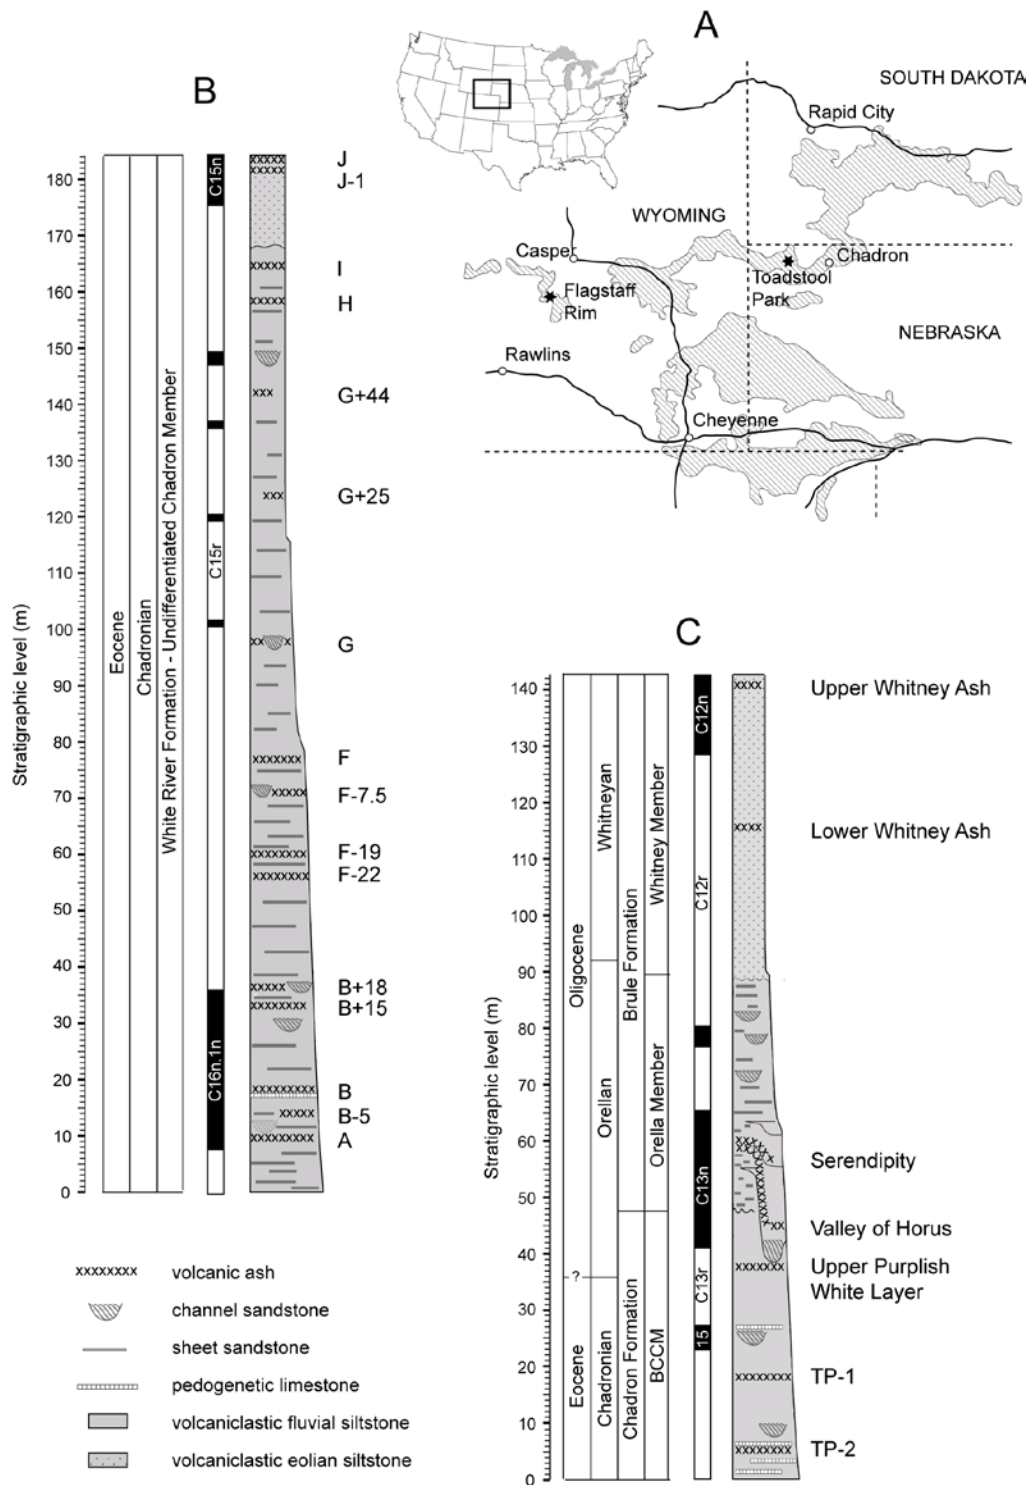 A
SOUTH DAKOTA
Rapid City
WYOMING
Casper
Chadron
Toadstool
Park
Flagstaff
Rim
NEBRASKA
Rawlins
Cheyenne
B
Stratigraphic level (m)
180
170
160
150
140
130
120
110
100
90
80
70
60
50
40
30
20
10
0
Eocene
Chadronian
White River Formation - Undifferentiated Chadron Member
C15n
C15r
C16n.1n
J
J-1
I
H
G+44
G+25
G
F
F-7.5
F-19
F-22
B+18
B+15
B
B-5
A
xxxxxxxx volcanic ash
channel sandstone
sheet sandstone
pedogenetic limestone
volcaniclastic fluvial siltstone
volcaniclastic eolian siltstone
C
Stratigraphic level (m)
140
130
120
110
100
90
80
70
60
50
40
30
20
10
0
Oligocene
?
Eocene
Whitneyan
Orellan
Chadronian
Brule Formation
Chadron Formation
Whitney Member
Orella Member
BCCM
C12n
C12r
C13n
C13r
15
Upper Whitney Ash
Lower Whitney Ash
Serendipity
Valley of Horus
Upper Purplish
White Layer
TP-1
TP-2